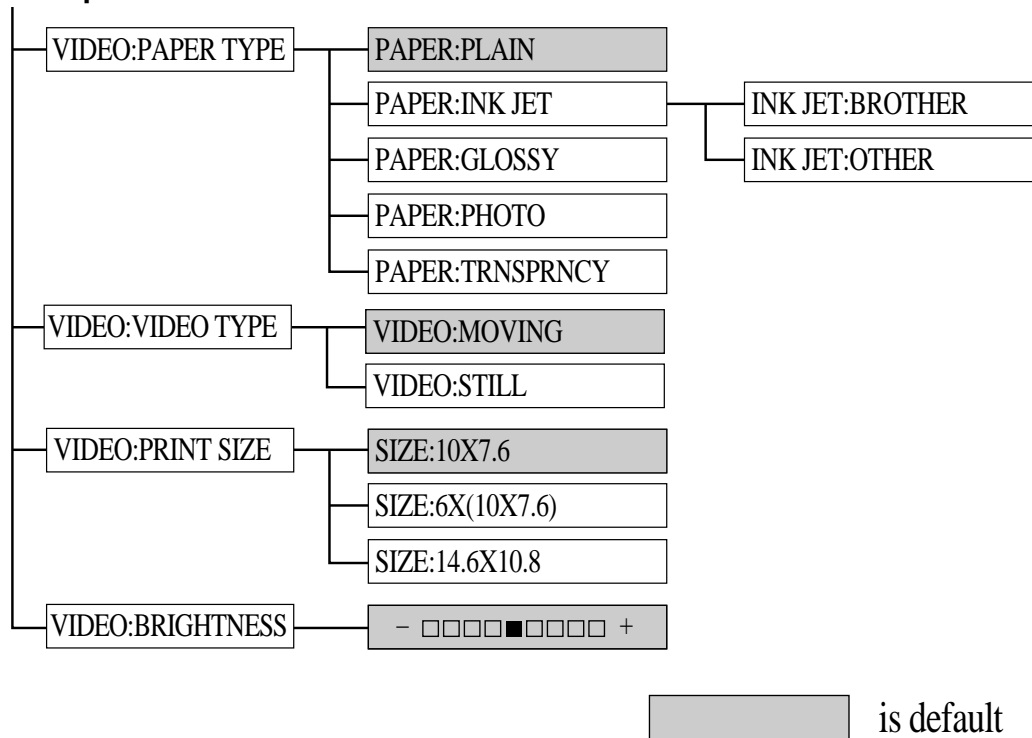 VIDEO:PAPER TYPE
PAPER:PLAIN
PAPER:INK JET
INK JET:BROTHER
INK JET:OTHER
PAPER:GLOSSY
PAPER:PHOTO
PAPER:TRNSPRNCY
VIDEO:VIDEO TYPE
VIDEO:MOVING
VIDEO:STILL
VIDEO:PRINT SIZE
SIZE:10X7.6
SIZE:6X(10X7.6)
SIZE:14.6X10.8
VIDEO:BRIGHTNESS
− □□□□■□□□□ +
is default